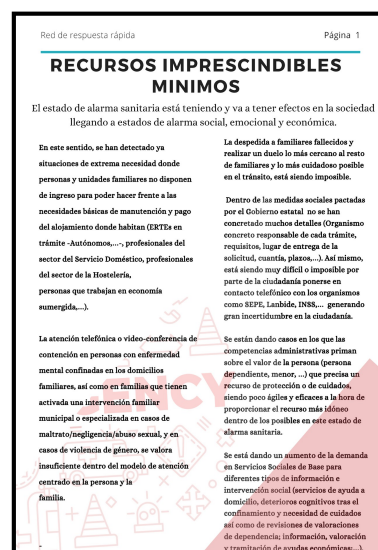 Red de respuesta rápida
Página 1
RECURSOS IMPRESCINDIBLES
MINIMOS
El estado de alarma sanitaria está teniendo y va a tener efectos en la sociedad
llegando a estados de alarma social, emocional y económica.
En este sentido, se han detectado ya
situaciones de extrema necesidad donde
personas y unidades familiares no disponen
de ingreso para poder hacer frente a las
necesidades básicas de manutención y pago
del alojamiento donde habitan (ERTEs en
trámite -Autónomos,...-, profesionales del
sector del Servicio Doméstico, profesionales
del sector de la Hostelería,
personas que trabajan en economía
sumergida,...).
La atención telefónica o video-conferencia de
contención en personas con enfermedad
mental confinadas en los domicilios
familiares, así como en familias que tienen
activada una intervención familiar
municipal o especializada en casos de
maltrato/negligencia/abuso sexual, y en
casos de violencia de género, se valora
insuficiente dentro del modelo de atención
centrado en la persona y la
familia.
La despedida a familiares fallecidos y
realizar un duelo lo más cercano al resto
de familiares y lo más cuidadoso posible
en el tránsito, está siendo imposible.
Dentro de las medidas sociales pactadas
por el Gobierno estatal no se han
concretado muchos detalles (Organismo
concreto responsable de cada trámite,
requisitos, lugar de entrega de la
solicitud, cuantía, plazos,...). Así mismo,
está siendo muy difícil o imposible por
parte de la ciudadanía ponerse en
contacto telefónico con los organismos
como SEPE, Lanbide, INSS,... generando
gran incertidumbre en la ciudadanía.
Se están dando casos en los que las
competencias administrativas priman
sobre el valor de la persona (persona
dependiente, menor, ...) que precisa un
recurso de protección o de cuidados,
siendo poco ágiles y eficaces a la hora de
proporcionar el recurso más idóneo
dentro de los posibles en este estado de
alarma sanitaria.
Se está dando un aumento de la demanda
en Servicios Sociales de Base para
diferentes tipos de información e
intervención social (servicios de ayuda a
domicilio, deterioros cognitivos tras el
confinamiento y necesidad de cuidados
así como de revisiones de valoraciones
de dependencia; información, valoración
y tramitación de ayudas económicas;...).
ENCY